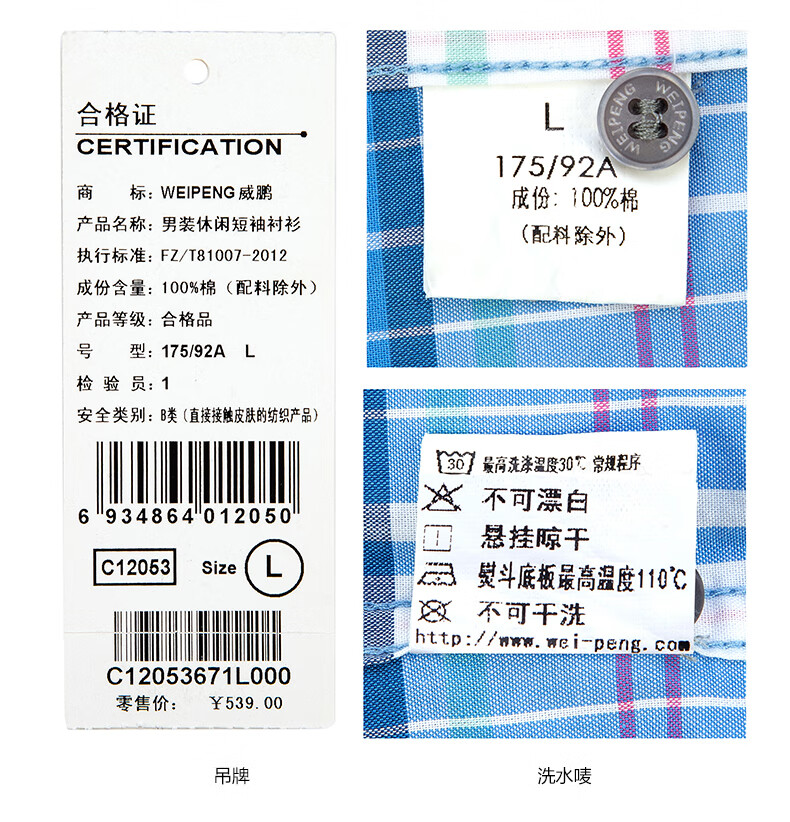 合格证
CERTIFICATION
商 标：WEIPENG 威鹏
产品名称：男装休闲短袖衬衫
执行标准：FZ/T81007-2012
成份含量：100%棉（配料除外）
产品等级：合格品
号 型：175/92A L
检 验 员：1
安全类别：B类（直接接触皮肤的纺织产品）
6 934864 012050
C12053 Size L
C12053671L000
零售价： ￥539.00
吊牌
WEIPENG WEIPENG
L
175/92A
成份：100%棉
（配料除外）
30 最高洗涤温度30℃ 常规程序
不可漂白
悬挂晾干
熨斗底板最高温度110℃
不可干洗
http://www.wei-peng.com
洗水唛